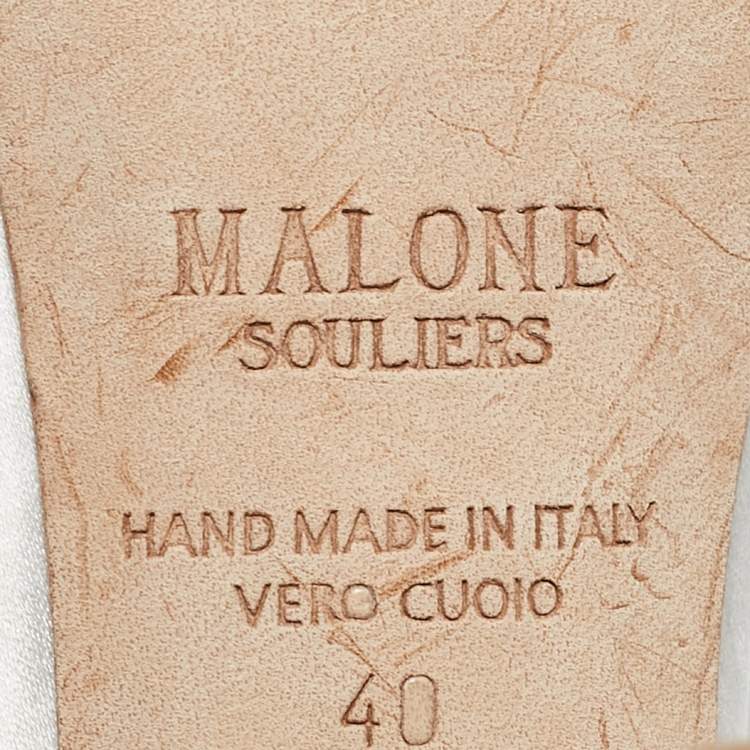 MALONE
SOULIERS
HAND MADE IN ITALY
VERO CUOIO
40